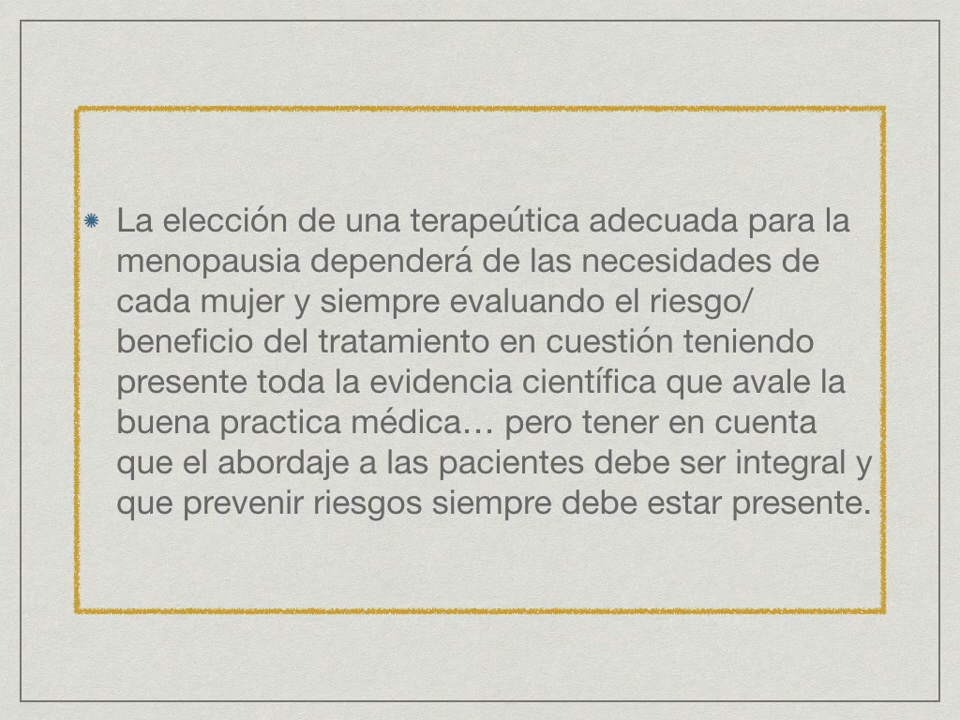 La elección de una terapeútica adecuada para la
menopausia dependerá de las necesidades de
cada mujer y siempre evaluando el riesgo/
beneficio del tratamiento en cuestión teniendo
presente toda la evidencia científica que avale la
buena practica médica… pero tener en cuenta
que el abordaje a las pacientes debe ser integral y
que prevenir riesgos siempre debe estar presente.